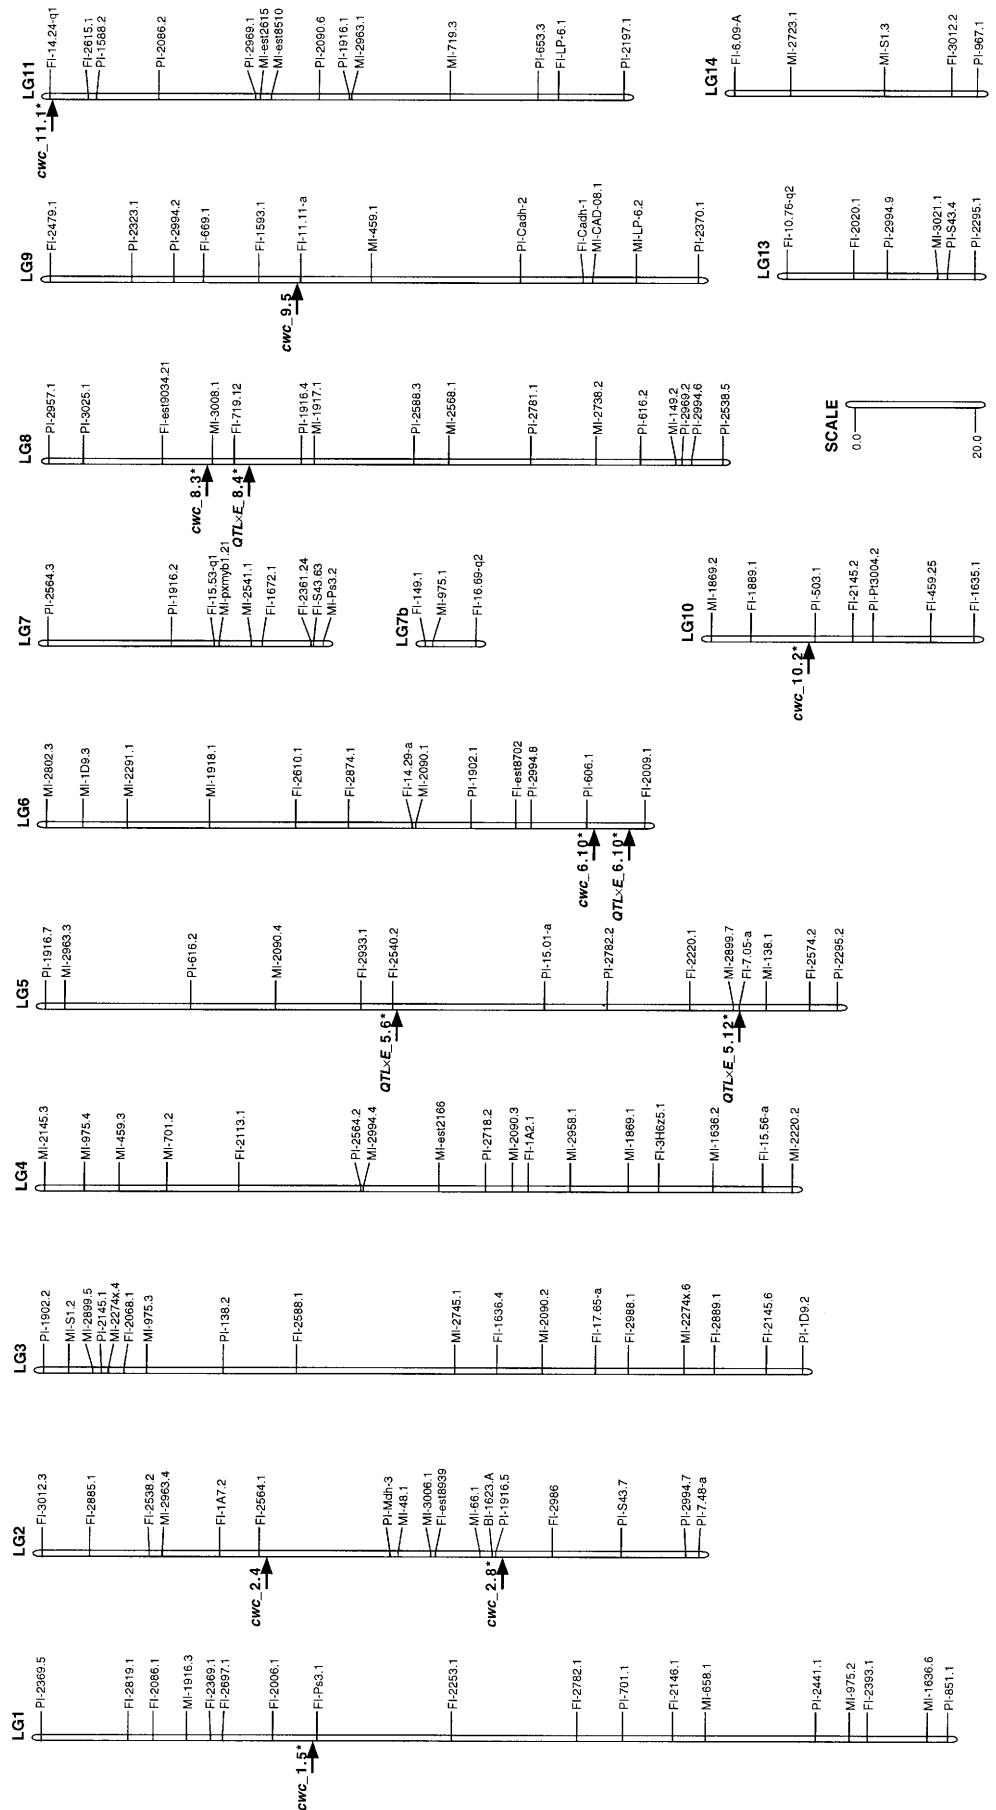 LG1
PI-2369.5
FI-2819.1
FI-2086.1
MI-1916.3
FI-2369.1
FI-2697.1
FI-2006.1
FI-Ps3.1
FI-2253.1
FI-2782.1
PI-701.1
FI-2146.1
MI-658.1
PI-2441.1
MI-975.2
FI-2393.1
MI-1636.6
PI-851.1
cwc_1.5*
LG2
FI-3012.3
FI-2885.1
FI-2538.2
MI-2963.4
FI-1A7.2
FI-2564.1
PI-Mdh-3
MI-48.1
MI-3006.1
FI-est8939
MI-66.1
BI-1623.A
PI-1916.5
FI-2986
PI-S43.7
PI-2994.7
PI-7.48-a
cwc_2.4
cwc_2.8*
LG3
PI-1902.2
MI-S1.2
MI-2899.5
PI-2145.1
MI-2274x.4
FI-2068.1
MI-975.3
PI-138.2
FI-2588.1
MI-2745.1
FI-1636.4
MI-2090.2
FI-17.65-a
FI-2988.1
MI-2274x.6
FI-2889.1
FI-2145.6
PI-1D9.2
LG4
MI-2145.3
MI-975.4
MI-459.3
MI-701.2
FI-2113.1
PI-2564.2
MI-2994.4
MI-est2166
PI-2718.2
MI-2090.3
FI-1A2.1
MI-2958.1
MI-1869.1
FI-3H6z5.1
MI-1636.2
FI-15.56-a
MI-2220.2
LG5
PI-1916.7
MI-2963.3
PI-616.2
MI-2090.4
FI-2933.1
FI-2540.2
PI-15.01-a
PI-2782.2
FI-2220.1
MI-2899.7
FI-7.05-a
MI-138.1
FI-2574.2
PI-2295.2
QTL×E_5.6*
QTL×E_5.12*
LG6
MI-2802.3
MI-1D9.3
MI-2291.1
MI-1918.1
FI-2610.1
FI-2874.1
FI-14.29-a
MI-2090.1
PI-1902.1
FI-est8702
PI-2994.8
PI-606.1
FI-2009.1
cwc_6.10*
QTL×E_6.10*
LG7
PI-2564.3
PI-1916.2
FI-15.53-q1
MI-pxmyb1.21
MI-2541.1
FI-1672.1
FI-2361.24
FI-S43.63
MI-Ps3.2
LG7b
FI-149.1
MI-975.1
FI-16.69-q2
LG10
MI-1869.2
FI-1889.1
PI-503.1
FI-2145.2
PI-Pt3004.2
FI-459.25
FI-1635.1
cwc_10.2*
LG8
PI-2957.1
PI-3025.1
FI-est9034.21
MI-3008.1
FI-719.12
PI-1916.4
MI-1917.1
PI-2588.3
MI-2568.1
PI-2781.1
MI-2738.2
PI-616.2
MI-149.2
PI-2969.2
PI-2994.6
PI-2538.5
cwc_8.3*
QTL×E_8.4*
SCALE
0.0
20.0
LG9
FI-2479.1
PI-2323.1
PI-2994.2
FI-669.1
FI-1593.1
FI-11.11-a
MI-459.1
PI-Cadh-2
FI-Cadh-1
MI-CAD-08.1
MI-LP-6.2
PI-2370.1
cwc_9.5
LG13
FI-10.76-q2
FI-2020.1
PI-2994.9
MI-3021.1
PI-S43.4
PI-2295.1
LG11
FI-14.24-q1
FI-2615.1
PI-1588.2
PI-2086.2
PI-2969.1
MI-est2615
MI-est8510
PI-2090.6
PI-1916.1
MI-2963.1
MI-719.3
PI-653.3
FI-LP-6.1
PI-2197.1
cwc_11.1*
LG14
FI-6.09-A
MI-2723.1
MI-S1.3
FI-3012.2
PI-967.1